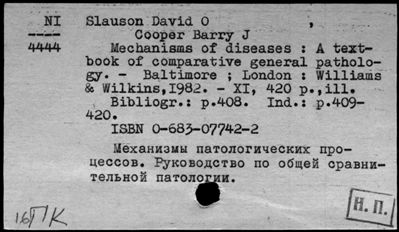 NI Slauson David O ,
---- Cooper Barry J
4444 Mechanisms of diseases : A text-
book of comparative general patholo-
gy. - Baltimore ; London : Williams
& Wilkins,I982. - XI, 420 p.,ill.
Bibliogr.: p.408. Ind.: p.409-
420.
ISBN 0-683-07742-2
Механизмы патологических про-
цессов. Руководство по общей сравни-
тельной патологии.
16ПК
Н.П.